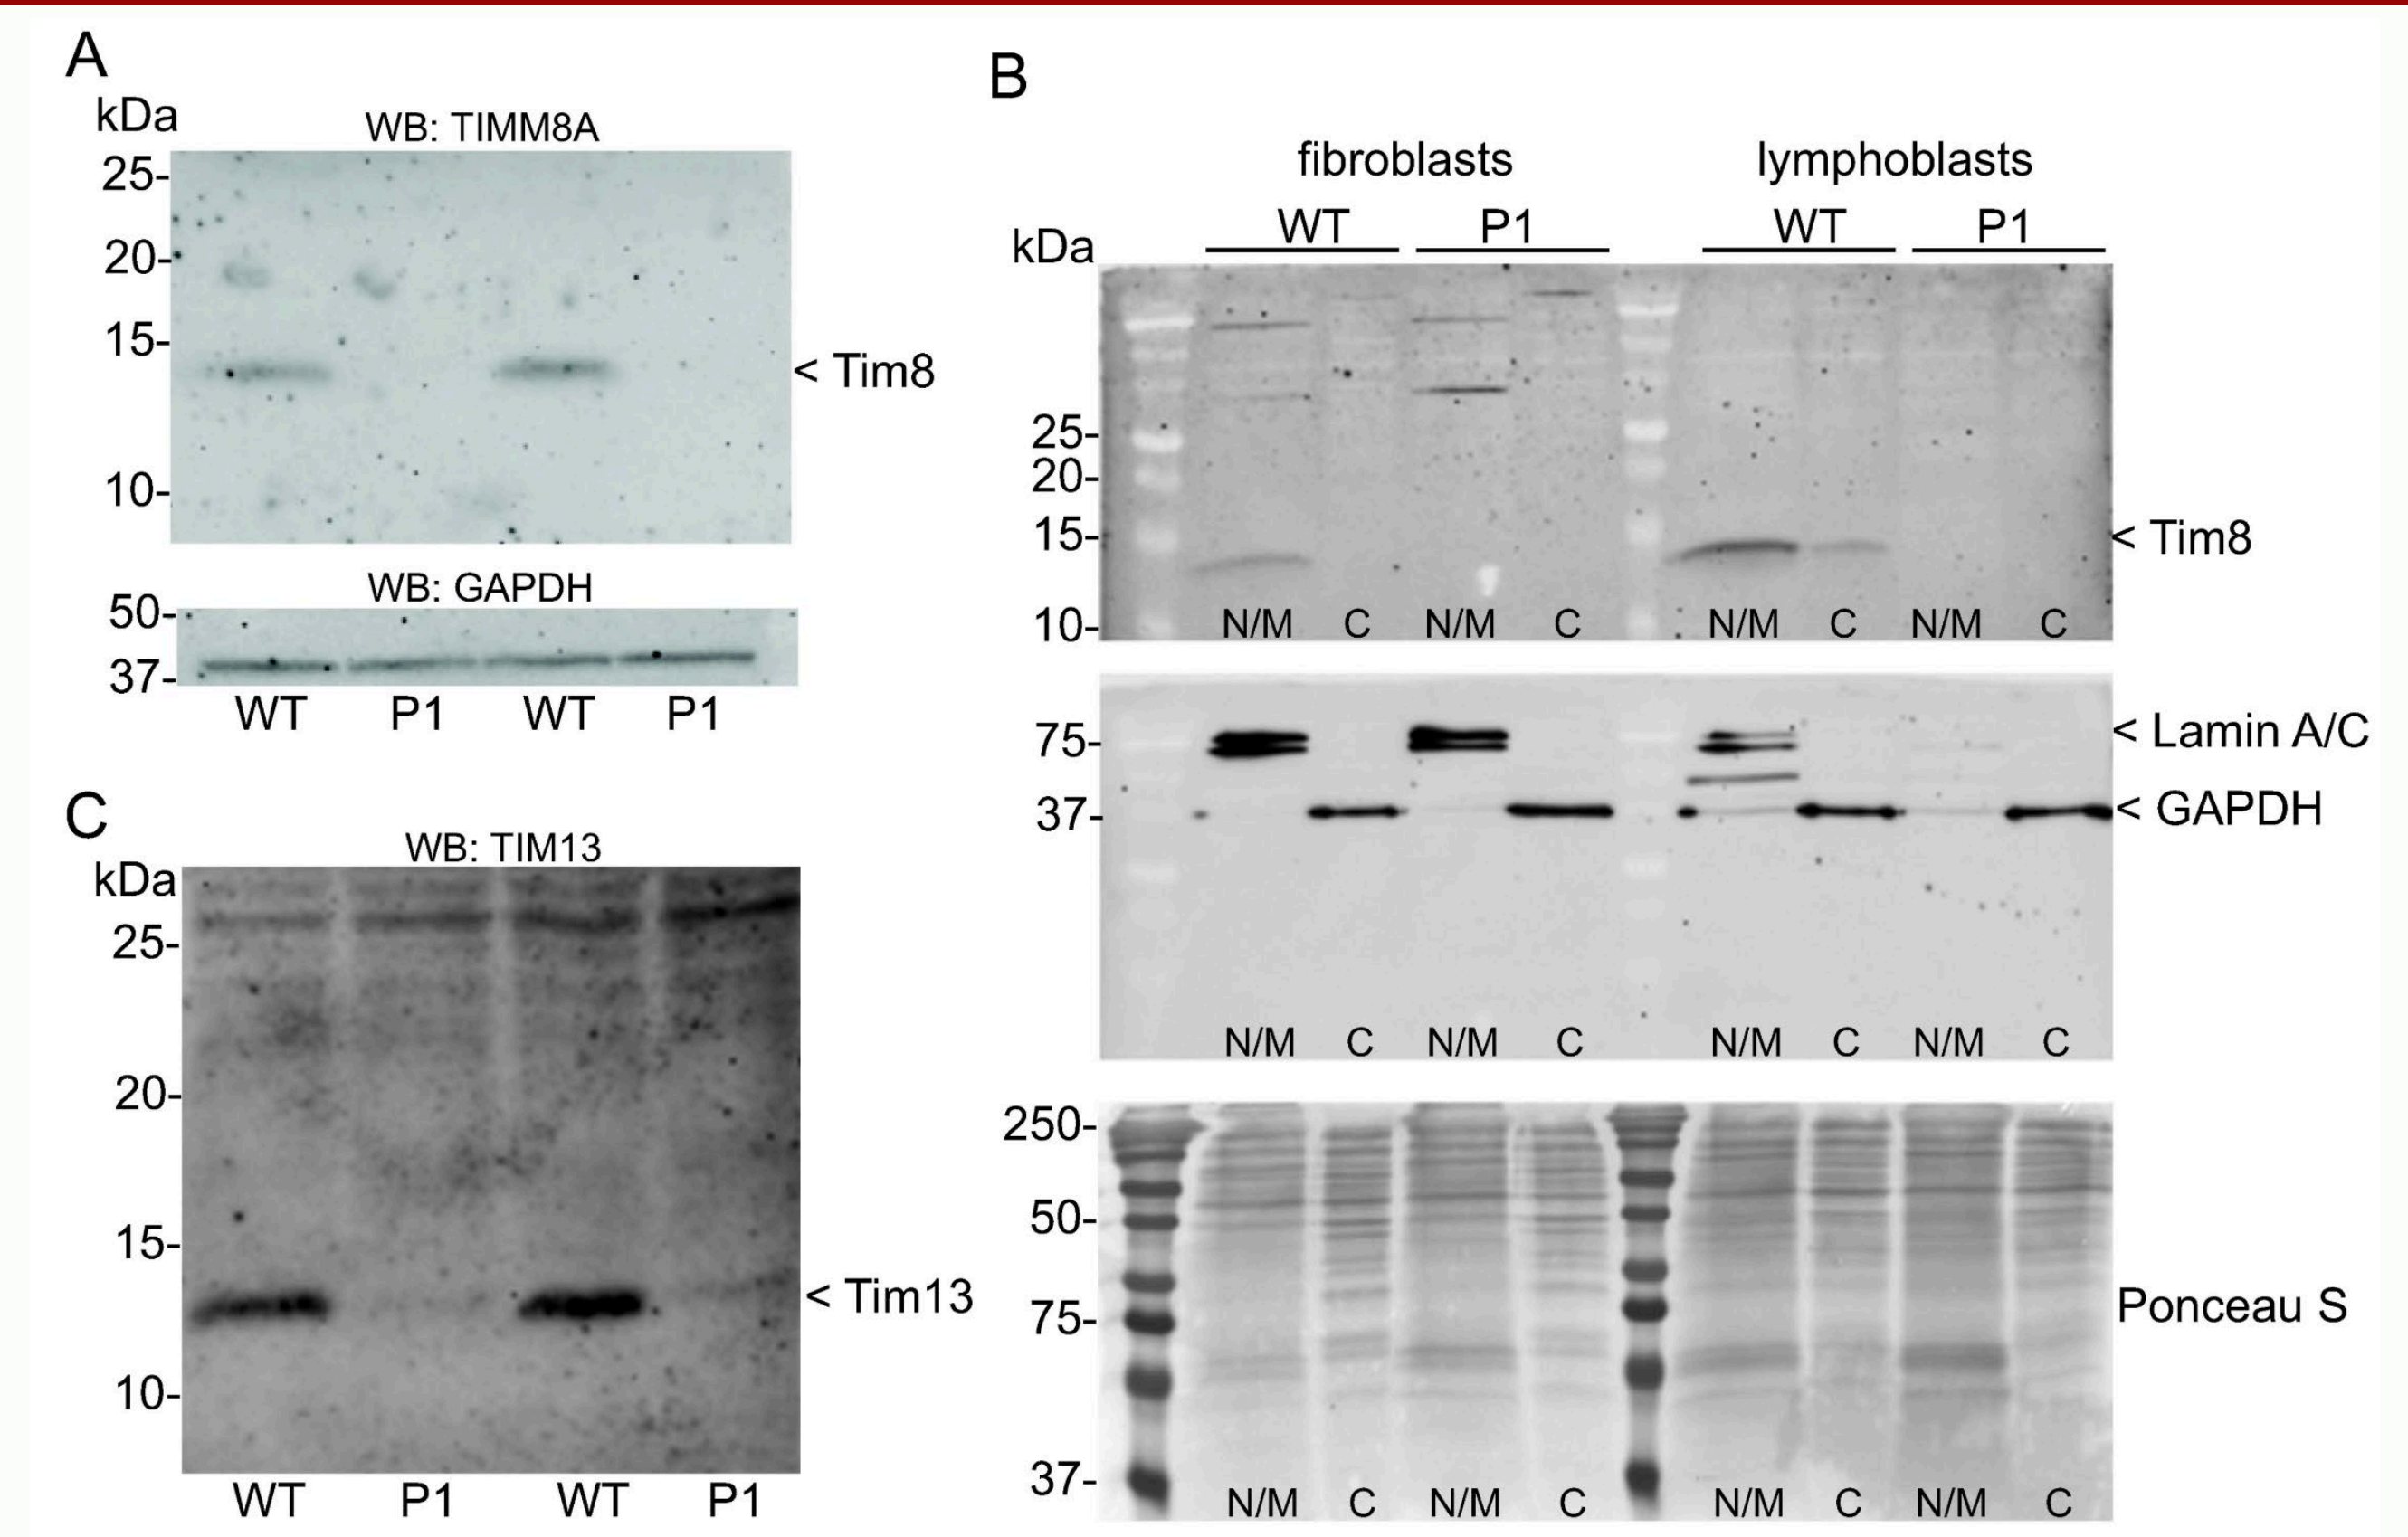 A
kDa
WB: TIMM8A
25-
20-
15-
< Tim8
10-
WB: GAPDH
50-
37-
WT P1 WT P1
B
fibroblasts lymphoblasts
WT P1 WT P1
kDa
25-
20-
15-
< Tim8
10-
N/M C N/M C N/M C N/M C
75-
< Lamin A/C
37-
< GAPDH
N/M C N/M C N/M C N/M C
250-
50-
75-
Ponceau S
37-
N/M C N/M C N/M C N/M C
C
WB: TIM13
kDa
25-
20-
15-
< Tim13
10-
WT P1 WT P1